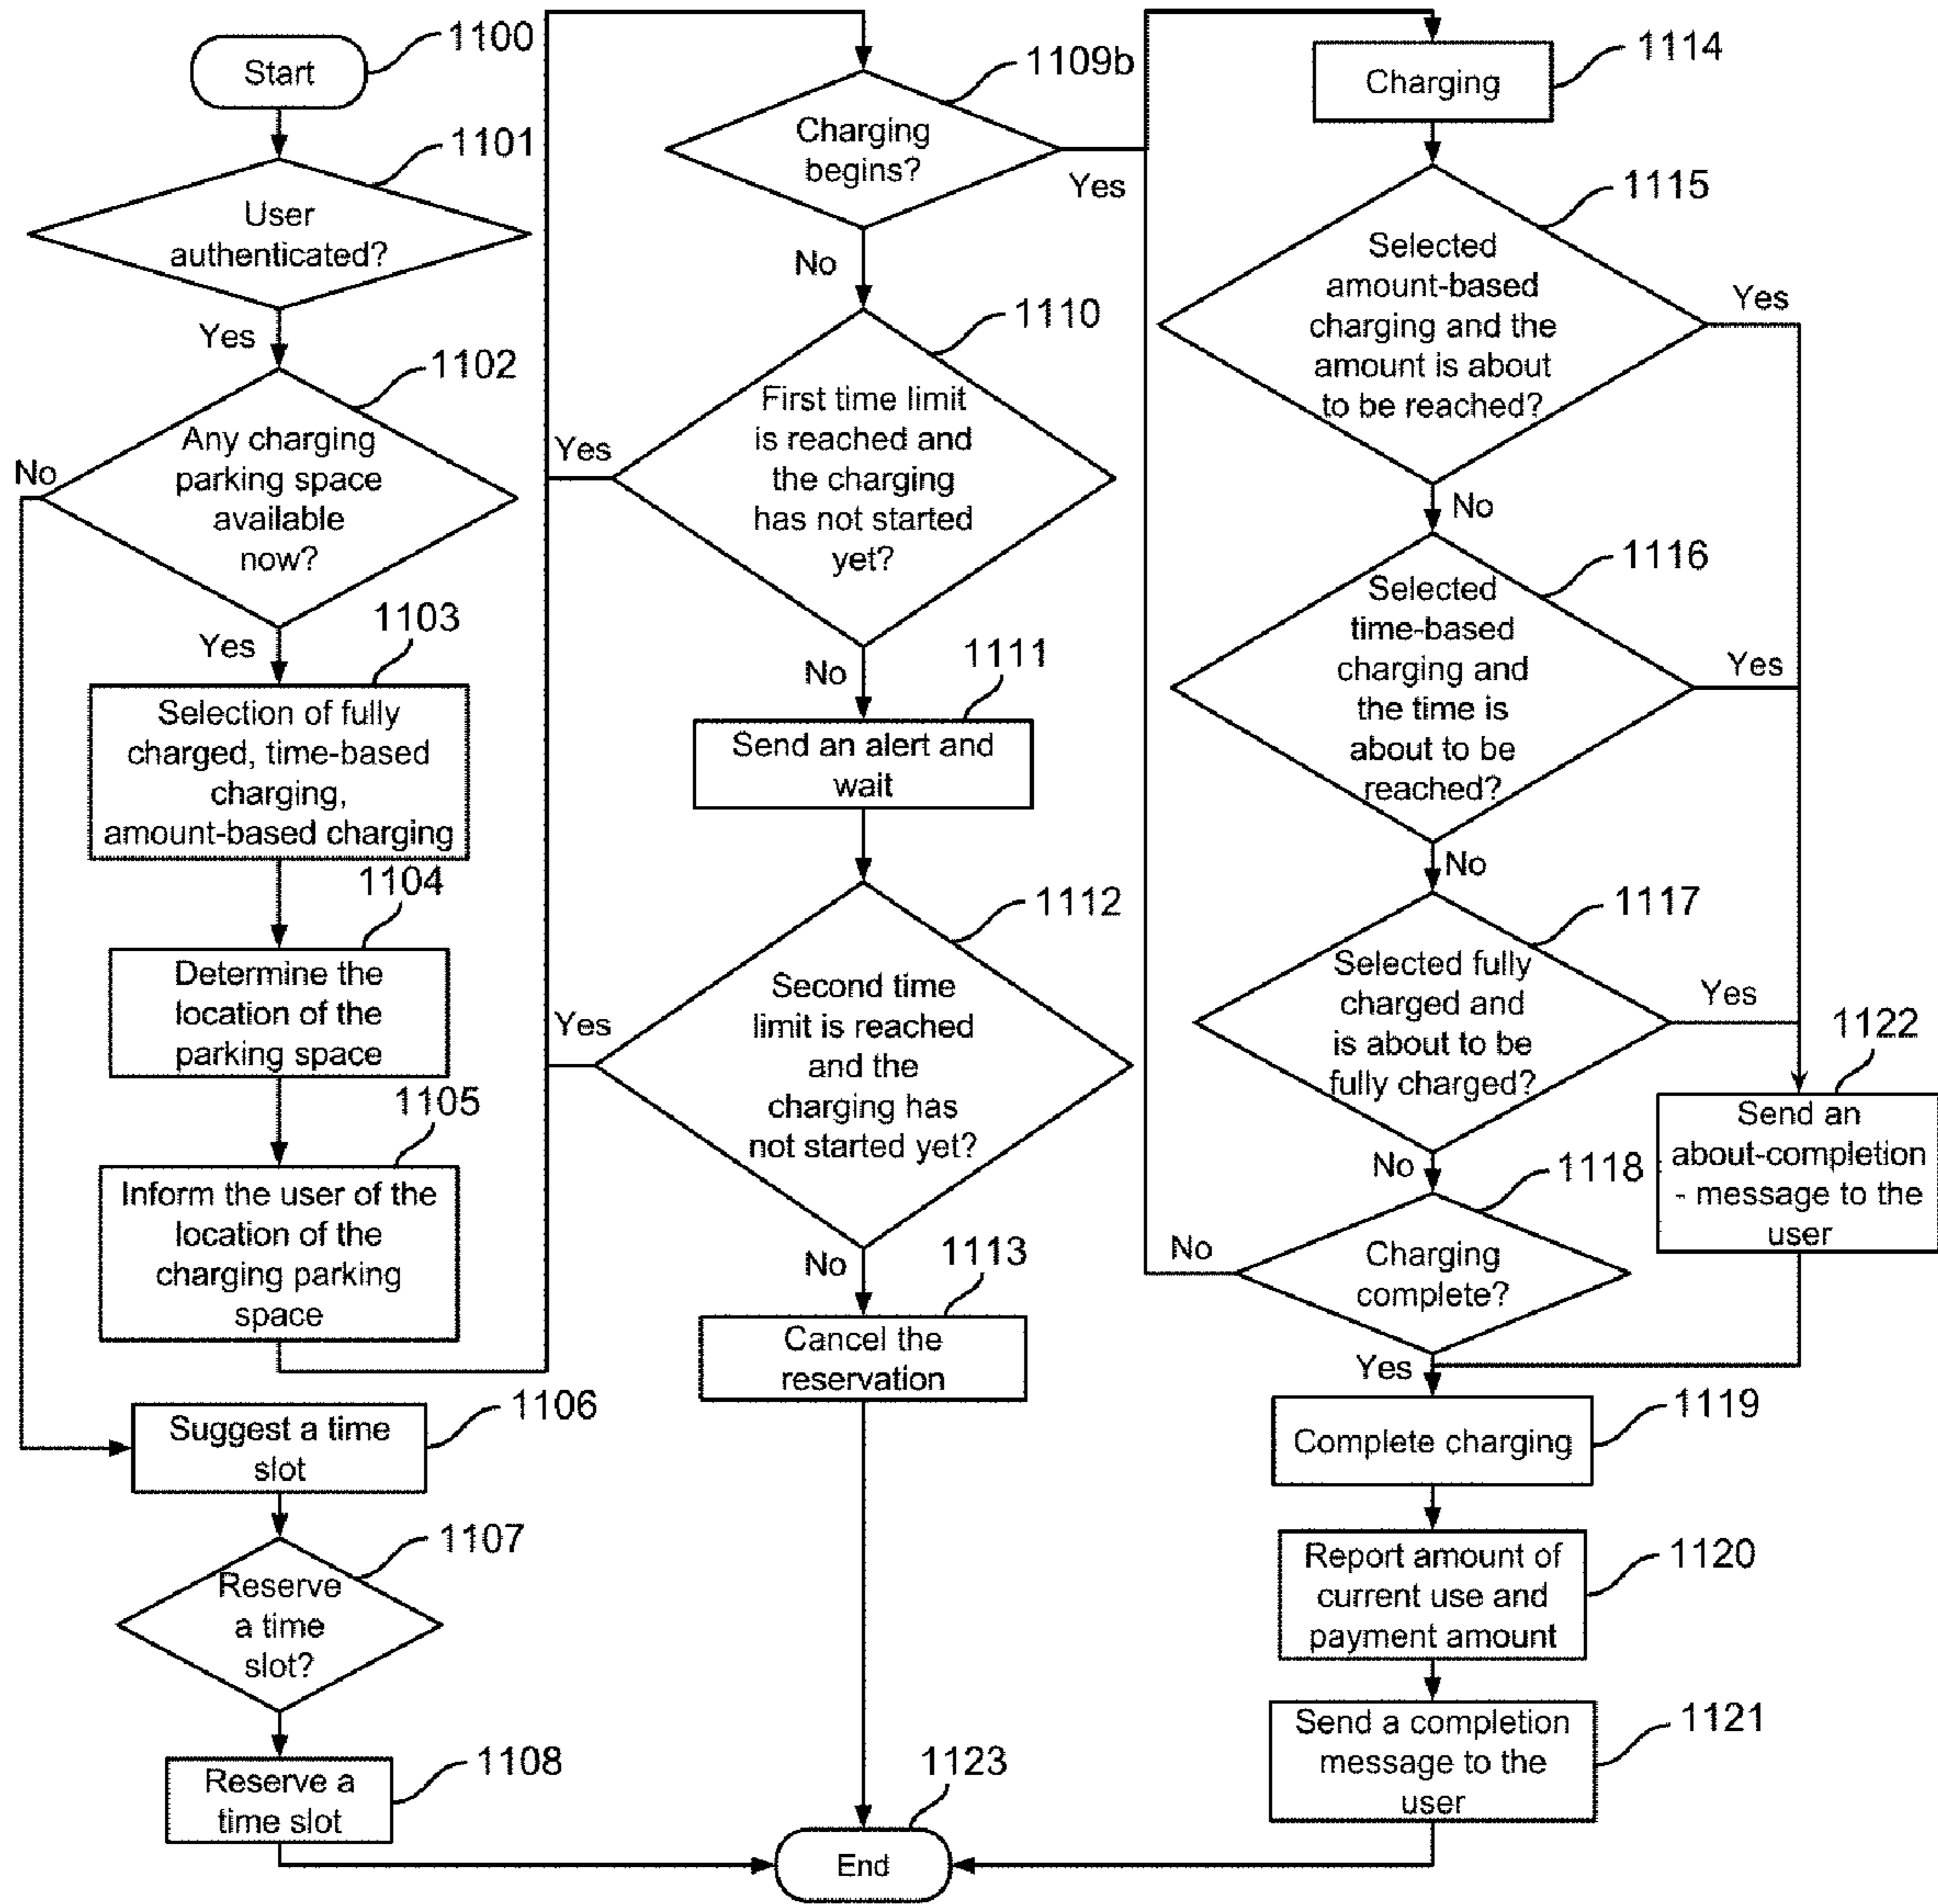 1100
Start
1101
User
authenticated?
Yes
1102
Any charging
parking space
available
now?
No
Yes
1103
Selection of fully
charged, time-based
charging,
amount-based charging
1104
Determine the
location of the
parking space
1105
Inform the user of the
location of the
charging parking
space
1106
Suggest a time
slot
1107
Reserve
a time
slot?
1108
Reserve a
time slot
1109b
Charging
begins?
Yes
No
1110
First time limit
is reached and
the charging
has not started
yet?
Yes
No
1111
Send an alert and
wait
1112
Second time
limit is reached
and the
charging has
not started yet?
Yes
No
1113
Cancel the
reservation
1123
End
1114
Charging
1115
Selected
amount-based
charging and the
amount is about
to be reached?
Yes
No
1116
Selected
time-based
charging and
the time is
about to be
reached?
Yes
No
1117
Selected fully
charged and
is about to be
fully charged?
Yes
No
1122
Send an
about-completion
- message to the
user
1118
Charging
complete?
No
Yes
1119
Complete charging
1120
Report amount of
current use and
payment amount
1121
Send a completion
message to the
user